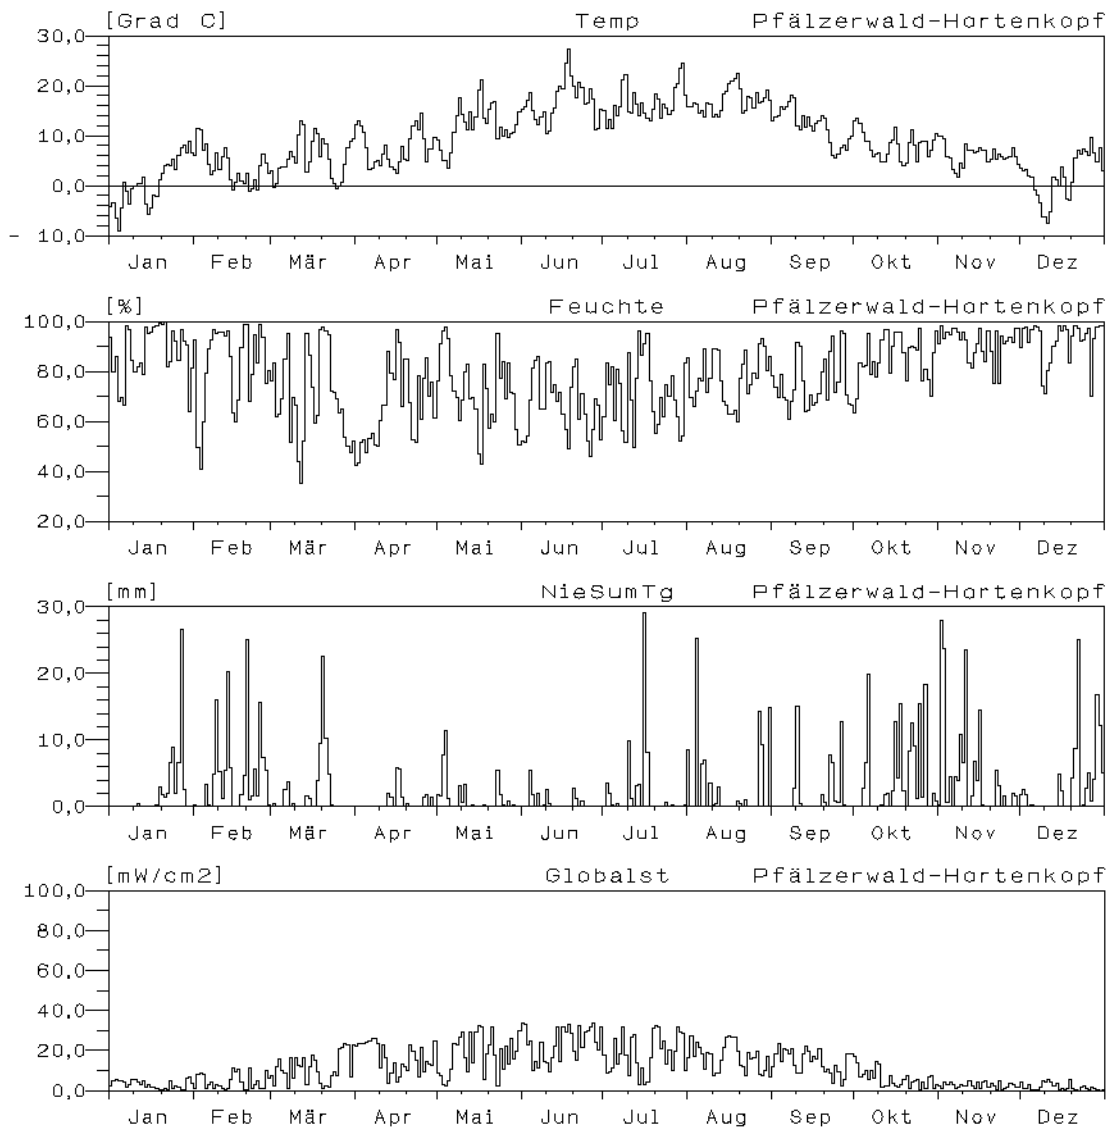 [Grad C] Temp Pfälzerwald-Hortenkopf
30,0
20,0
10,0
0,0
- 10,0
Jan Feb Mär Apr Mai Jun Jul Aug Sep Okt Nov Dez
[%] Feuchte Pfälzerwald-Hortenkopf
100,0
80,0
60,0
40,0
20,0
Jan Feb Mär Apr Mai Jun Jul Aug Sep Okt Nov Dez
[mm] NieSumTg Pfälzerwald-Hortenkopf
30,0
20,0
10,0
0,0
Jan Feb Mär Apr Mai Jun Jul Aug Sep Okt Nov Dez
[mW/cm2] Globalst Pfälzerwald-Hortenkopf
100,0
80,0
60,0
40,0
20,0
0,0
Jan Feb Mär Apr Mai Jun Jul Aug Sep Okt Nov Dez